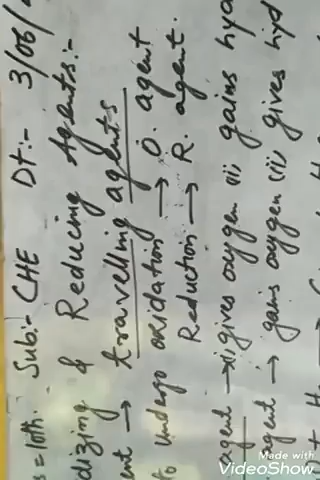 s = 10th. Sub:- CHE Dt:- 3/06/
dizing & Reducing Agents:-
ent → travelling agents
to undergo oxidation → O. agent
Reduction → R. agent.
agent → (i) gives oxygen (ii) gains hyd
agent → gains oxygen (ii) gives hyd
Made with
VideoShow